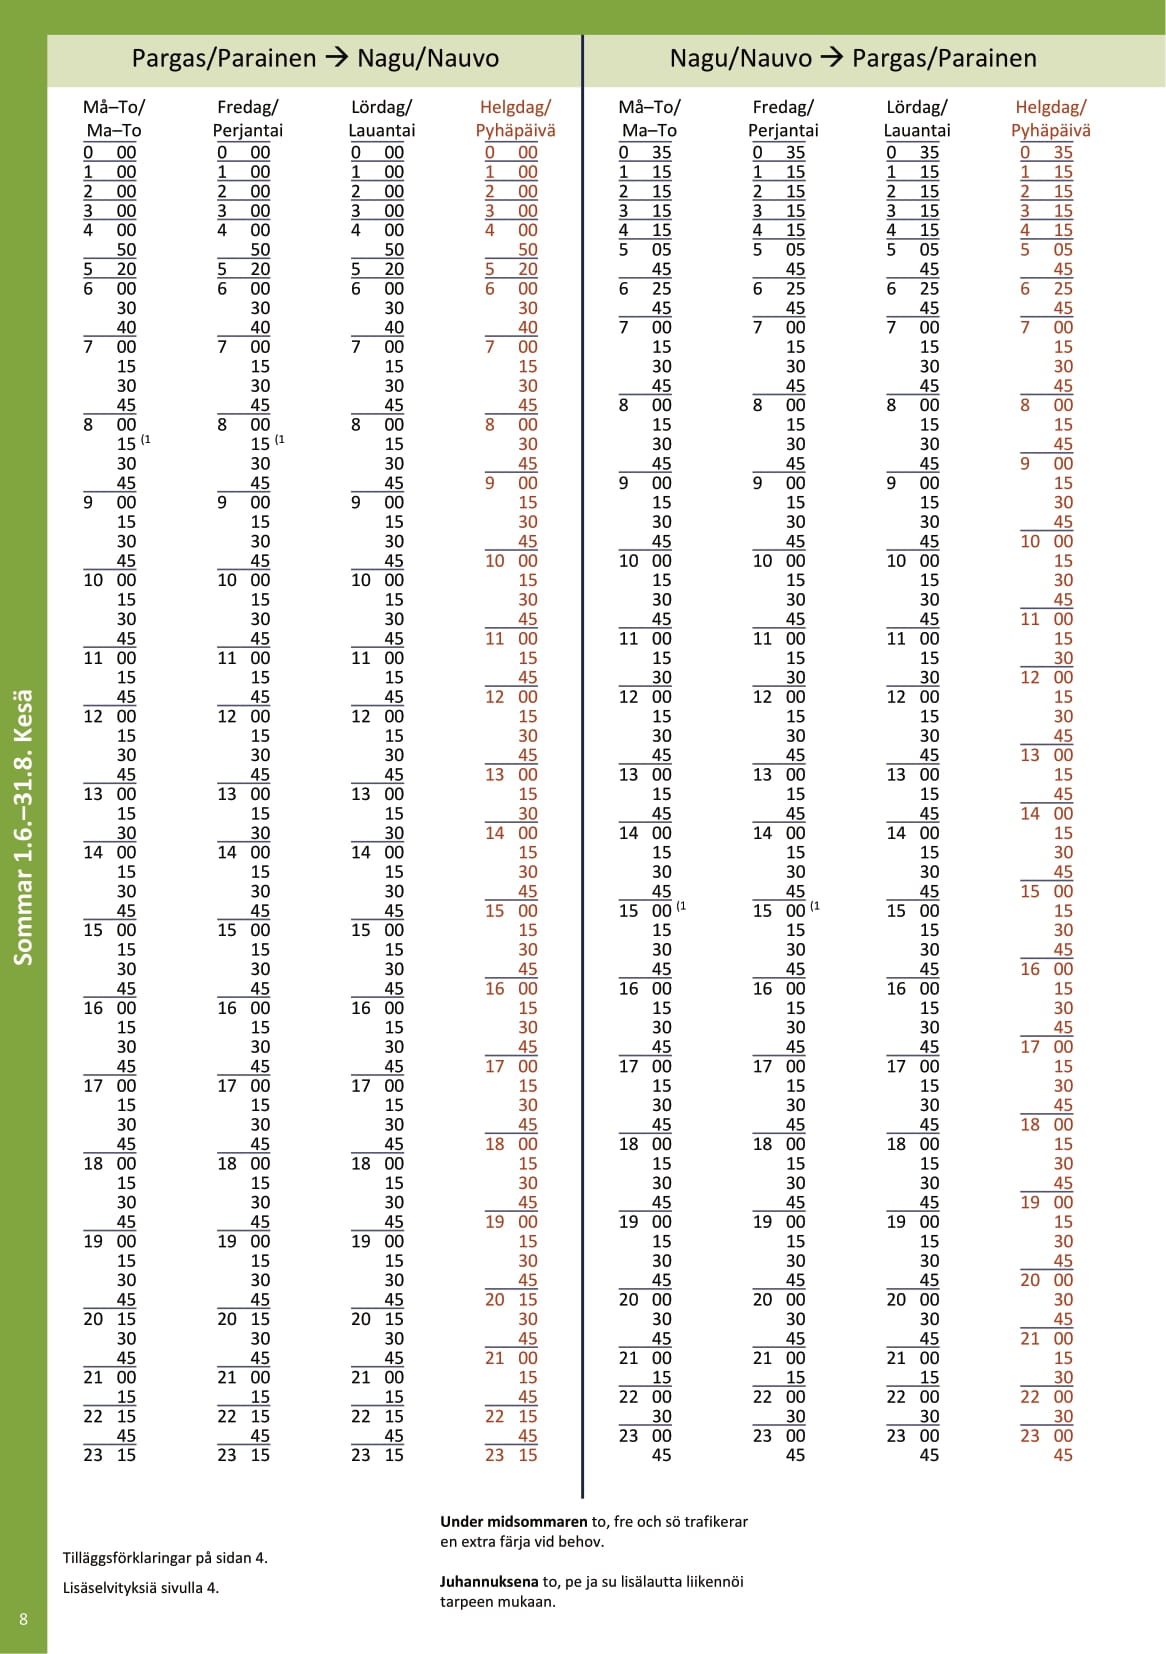 Pargas/Parainen → Nagu/Nauvo Nagu/Nauvo → Pargas/Parainen
Må–To/ Fredag/ Lördag/ Helgdag/ Må–To/ Fredag/ Lördag/ Helgdag/
Ma–To Perjantai Lauantai Pyhäpäivä Ma–To Perjantai Lauantai Pyhäpäivä
0 00 0 00 0 00 0 00 0 35 0 35 0 35 0 35
1 00 1 00 1 00 1 00 1 15 1 15 1 15 1 15
2 00 2 00 2 00 2 00 2 15 2 15 2 15 2 15
3 00 3 00 3 00 3 00 3 15 3 15 3 15 3 15
4 00 4 00 4 00 4 00 4 15 4 15 4 15 4 15
50 50 50 50 5 05 5 05 5 05 5 05
5 20 5 20 5 20 5 20 45 45 45 45
6 00 6 00 6 00 6 00 6 25 6 25 6 25 6 25
30 30 30 30 45 45 45 45
40 40 40 40 7 00 7 00 7 00 7 00
7 00 7 00 7 00 7 00 15 15 15 15
15 15 15 15 30 30 30 30
30 30 30 30 45 45 45 45
45 45 45 45 8 00 8 00 8 00 8 00
8 00 8 00 8 00 8 00 15 15 15 15
15 (1 15 (1 15 30 30 30 30 45
30 30 30 45 45 45 45 9 00
45 45 45 9 00 9 00 9 00 9 00 15
9 00 9 00 9 00 15 15 15 15 30
15 15 15 30 30 30 30 45
30 30 30 45 45 45 45 10 00
45 45 45 10 00 10 00 10 00 10 00 15
10 00 10 00 10 00 15 15 15 15 30
15 15 15 30 30 30 30 45
30 30 30 45 45 45 45 11 00
45 45 45 11 00 11 00 11 00 11 00 15
11 00 11 00 11 00 15 15 15 15 30
15 15 15 45 30 30 30 12 00
45 45 45 12 00 12 00 12 00 12 00 15
12 00 12 00 12 00 15 15 15 15 30
15 15 15 30 30 30 30 45
30 30 30 45 45 45 45 13 00
45 45 45 13 00 13 00 13 00 13 00 15
13 00 13 00 13 00 15 15 15 15 45
15 15 15 30 45 45 45 14 00
30 30 30 14 00 14 00 14 00 14 00 15
14 00 14 00 14 00 15 15 15 15 30
15 15 15 30 30 30 30 45
30 30 30 45 45 45 45 15 00
45 45 45 15 00 15 00 (1 15 00 (1 15 00 15
15 00 15 00 15 00 15 15 15 15 30
15 15 15 30 30 30 30 45
30 30 30 45 45 45 45 16 00
45 45 45 16 00 16 00 16 00 16 00 15
16 00 16 00 16 00 15 15 15 15 30
15 15 15 30 30 30 30 45
30 30 30 45 45 45 45 17 00
45 45 45 17 00 17 00 17 00 17 00 15
17 00 17 00 17 00 15 15 15 15 30
15 15 15 30 30 30 30 45
30 30 30 45 45 45 45 18 00
45 45 45 18 00 18 00 18 00 18 00 15
18 00 18 00 18 00 15 15 15 15 30
15 15 15 30 30 30 30 45
30 30 30 45 45 45 45 19 00
45 45 45 19 00 19 00 19 00 19 00 15
19 00 19 00 19 00 15 15 15 15 30
15 15 15 30 30 30 30 45
30 30 30 45 45 45 45 20 00
45 45 45 20 15 20 00 20 00 20 00 30
20 15 20 15 20 15 30 30 30 30 45
30 30 30 45 45 45 45 21 00
45 45 45 21 00 21 00 21 00 21 00 15
21 00 21 00 21 00 15 15 15 15 30
15 15 15 45 22 00 22 00 22 00 22 00
22 15 22 15 22 15 22 15 30 30 30 30
45 45 45 45 23 00 23 00 23 00 23 00
23 15 23 15 23 15 23 15 45 45 45 45
Sommar 1.6.–31.8. Kesä
Under midsommaren to, fre och sö trafikerar
en extra färja vid behov.
Tilläggsförklaringar på sidan 4.
Juhannuksena to, pe ja su lisälautta liikennöi
Lisäselvityksiä sivulla 4.
tarpeen mukaan.
8